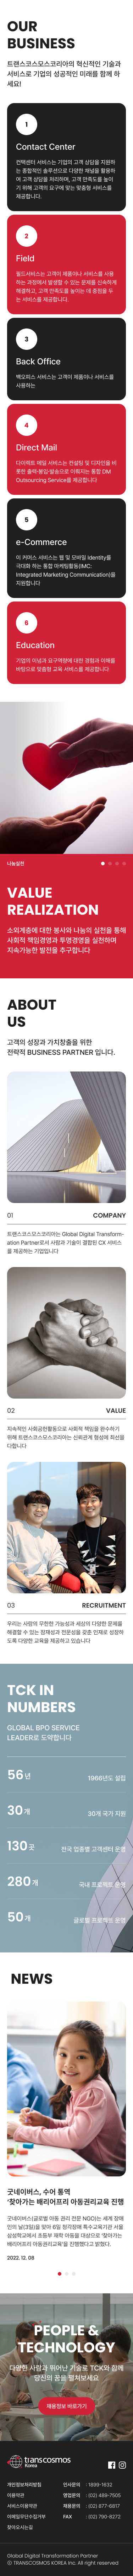 OUR
BUSINESS
트랜스코스모스코리아의 혁신적인 기술과
서비스로 기업의 성공적인 미래를 함께 하
세요!
1
Contact Center
컨택센터 서비스는 기업의 고객 상담을 지원하
는 종합적인 솔루션으로 다양한 채널을 활용하
여 고객 상담을 처리하며, 고객 만족도를 높이
기 위해 고객의 요구에 맞는 맞춤형 서비스를
제공합니다.
2
Field
필드서비스는 고객의 제품이나 서비스를 사용
하는 과정에서 발생할 수 있는 문제를 신속하게
해결하고, 고객 만족도를 높이는 데 중점을 두
는 서비스를 제공합니다.
3
Back Office
백오피스 서비스는 고객의 제품이나 서비스를
사용하는
4
Direct Mail
다이렉트 메일 서비스는 컨설팅 및 디자인을 비
롯한 출력·봉입·발송으로 이뤄지는 통합 DM
Outsourcing Service를 제공합니다
5
e-Commerce
이 커머스 서비스는 웹 및 모바일 Identity를
극대화 하는 통합 마케팅활동(IMC:
Integrated Marketing Communication)을
지원합니다
6
Education
기업의 이념과 요구역량에 대한 경험과 이해를
바탕으로 맞춤형 교육 서비스를 제공합니다
나눔실천
VALUE
REALIZATION
소외계층에 대한 봉사와 나눔의 실천을 통해
사회적 책임경영과 투명경영을 실천하며
지속가능한 발전을 추구합니다
ABOUT
US
고객의 성장과 가치창출을 위한
전략적 BUSINESS PARTNER 입니다.
01
COMPANY
트랜스코스모스코리아는 Global Digital Transform-
ation Partner로서 사람과 기술이 결합된 CX 서비스
를 제공하는 기업입니다
02
VALUE
지속적인 사회공헌활동으로 사회적 책임을 완수하기
위해 트랜스코스모스코리아는 신뢰관계 형성에 최선을
다합니다
03
RECRUITMENT
우리는 사람의 무한한 가능성과 세상의 다양한 문제를
해결할 수 있는 잠재성과 전문성을 갖춘 인재로 성장하
도록 다양한 교육을 제공하고 있습니다
TCK IN
NUMBERS
GLOBAL BPO SERVICE
LEADER로 도약합니다
56년
1966년도 설립
30개
30개 국가 지원
130곳
전국 업종별 고객센터 운영
280개
국내 프로젝트 운영
50개
글로벌 프로젝트 운영
NEWS
굿네이버스, 수어 통역
'찾아가는 배리어프리 아동권리교육 진행
굿네이버스(글로벌 아동 권리 전문 NGO)는 세계 장애
인의 날(3일)을 맞아 6일 청각장애 특수교육기관 서울
삼성학교에서 초등부 재학 아동을 대상으로 '찾아가는
배리어프리 아동권리교육'을 진행했다고 밝혔다.
2022. 12. 08
PEOPLE &
TECHNOLOGY
다양한 사람과 뛰어난 기술로 TCK와 함께
당신의 꿈을 펼쳐보세요
채용정보 바로가기
transcosmos
Korea
개인정보처리방침
이용약관
서비스이용약관
이메일무단수집거부
찾아오시는길
인사문의 1899-1632
영업문의 (02) 489-7505
채용문의 (02) 877-6817
FAX (02) 790-8272
Global Digital Transformation Partner
ⓒ TRANSCOSMOS KOREA Inc. All right reserved